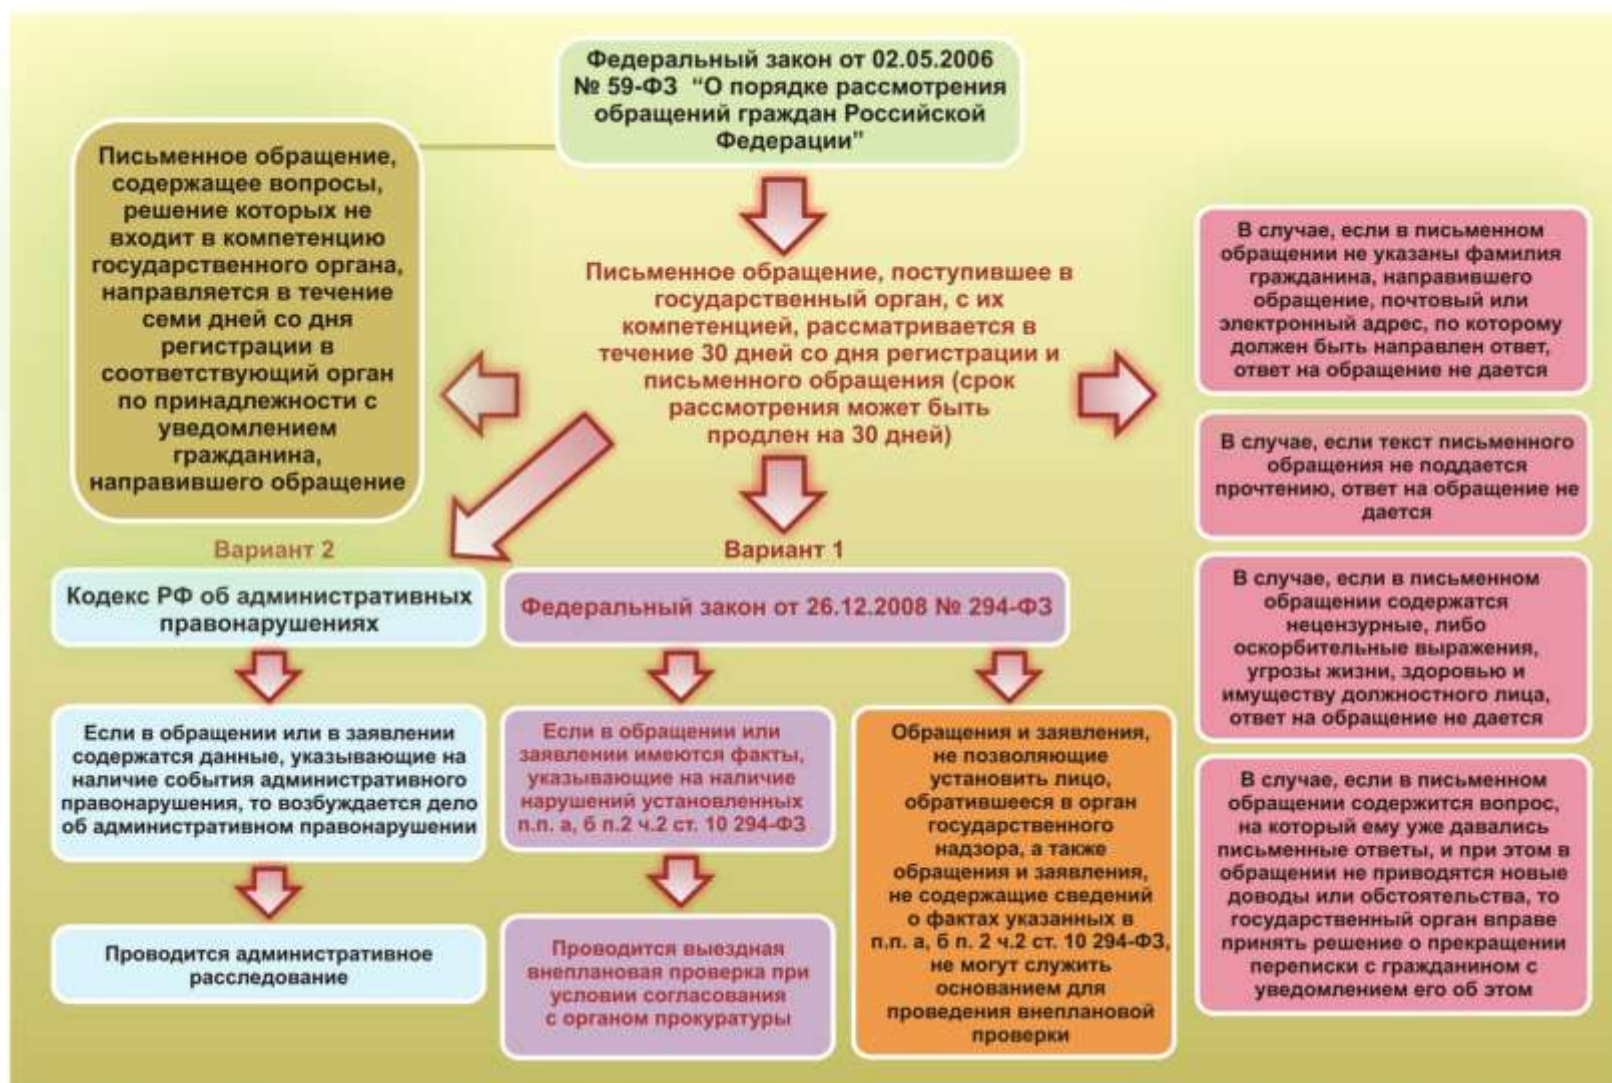 Федеральный закон от 02.05.2006
№ 59-ФЗ “О порядке рассмотрения
обращений граждан Российской
Федерации”
Письменное обращение,
содержащее вопросы,
решение которых не
входит в компетенцию
государственного органа,
направляется в течение
семи дней со дня
регистрации в
соответствующий орган
по принадлежности с
уведомлением
гражданина,
направившего обращение
Письменное обращение, поступившее в
государственный орган, с их
компетенцией, рассматривается в
течение 30 дней со дня регистрации и
письменного обращения (срок
рассмотрения может быть
продлен на 30 дней)
В случае, если в письменном
обращении не указаны фамилия
гражданина, направившего
обращение, почтовый или
электронный адрес, по которому
должен быть направлен ответ,
ответ на обращение не дается
В случае, если текст письменного
обращения не поддается
прочтению, ответ на обращение не
дается
В случае, если в письменном
обращении содержатся
нецензурные, либо
оскорбительные выражения,
угрозы жизни, здоровью и
имуществу должностного лица,
ответ на обращение не дается
В случае, если в письменном
обращении содержится вопрос,
на который ему уже давались
письменные ответы, и при этом в
обращении не приводятся новые
доводы или обстоятельства, то
государственный орган вправе
принять решение о прекращении
переписки с гражданином с
уведомлением его об этом
Вариант 2
Кодекс РФ об административных
правонарушениях
Если в обращении или в заявлении
содержатся данные, указывающие на
наличие события административного
правонарушения, то возбуждается дело
об административном правонарушении
Проводится административное
расследование
Вариант 1
Федеральный закон от 26.12.2008 № 294-ФЗ
Если в обращении или
заявлении имеются факты,
указывающие на наличие
нарушений установленных
п.п. а, б п.2 ч.2 ст. 10 294-ФЗ
Проводится выездная
внеплановая проверка при
условии согласования
с органом прокуратуры
Обращения и заявления,
не позволяющие
установить лицо,
обратившееся в орган
государственного
надзора, а также
обращения и заявления,
не содержащие сведений
о фактах указанных в
п.п. а, б п. 2 ч.2 ст. 10 294-ФЗ,
не могут служить
основанием для
проведения внеплановой
проверки